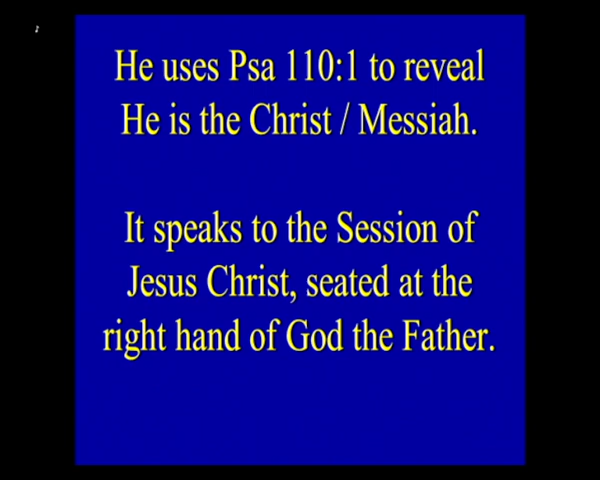 He uses Psa 110:1 to reveal
He is the Christ / Messiah.
It speaks to the Session of
Jesus Christ, seated at the
right hand of God the Father.